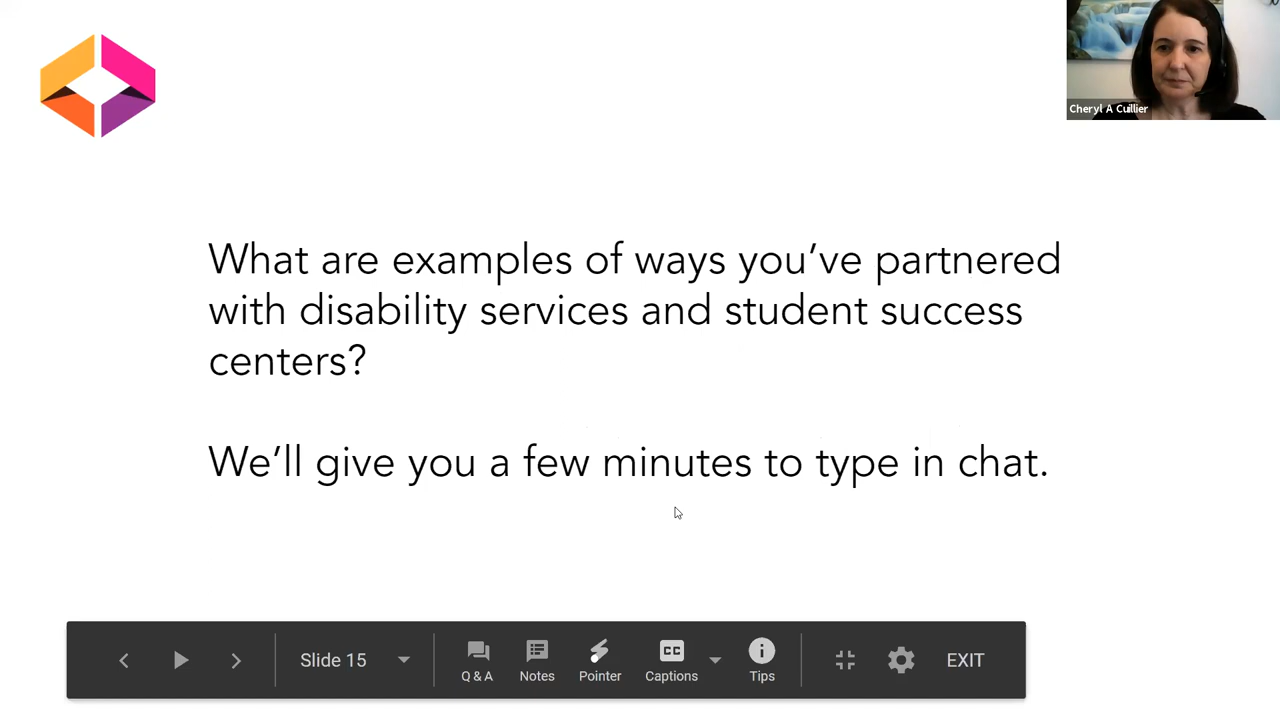 Cheryl A Cuillier
What are examples of ways you’ve partnered
with disability services and student success
centers?
We’ll give you a few minutes to type in chat.
Slide 15
Q & A
Notes
Pointer
CC
Captions
Tips
EXIT